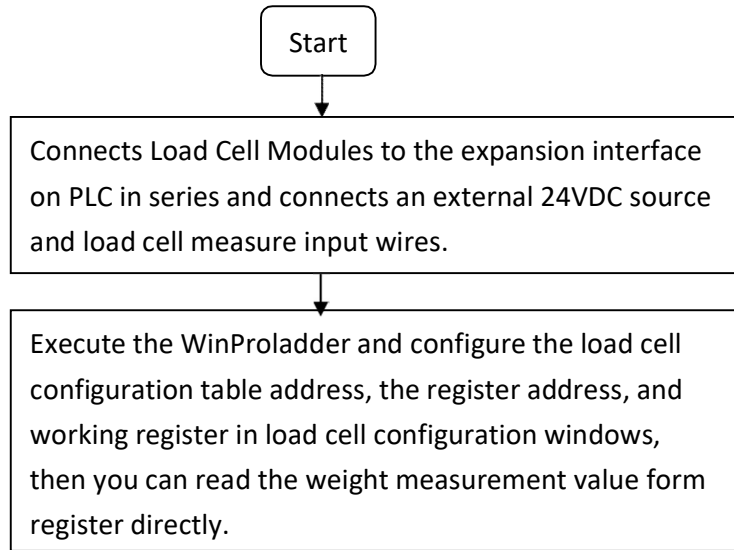 Start
Connects Load Cell Modules to the expansion interface
on PLC in series and connects an external 24VDC source
and load cell measure input wires.
Execute the WinProladder and configure the load cell
configuration table address, the register address, and
working register in load cell configuration windows,
then you can read the weight measurement value form
register directly.